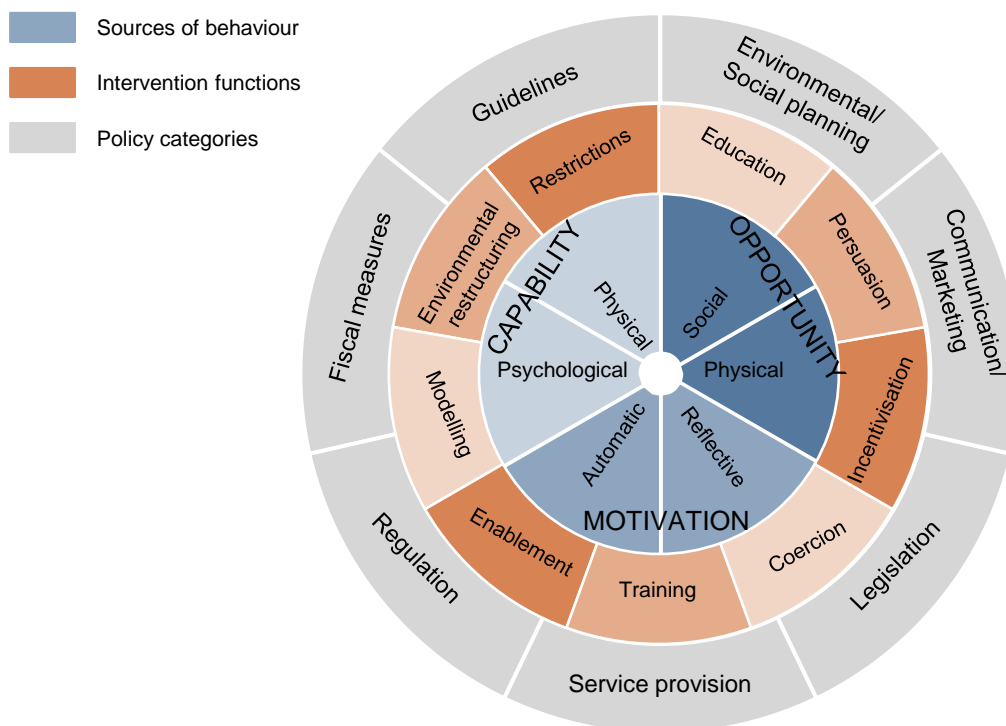 Sources of behaviour
Intervention functions
Policy categories
Guidelines
Environmental/
Social planning
Communication/
Marketing
Legislation
Service provision
Regulation
Fiscal measures
Restrictions
Education
Persuasion
Incentivisation
Coercion
Training
Enablement
Modelling
Environmental
restructuring
CAPABILITY
OPPORTUNITY
MOTIVATION
Physical
Social
Physical
Reflective
Automatic
Psychological